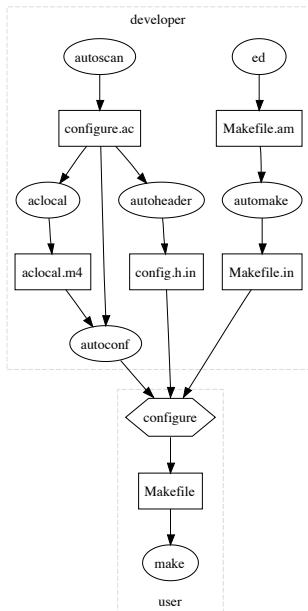 developer
autoscan
ed
configure.ac
Makefile.am
aclocal
autoheader
automake
aclocal.m4
config.h.in
Makefile.in
autoconf
configure
Makefile
make
user